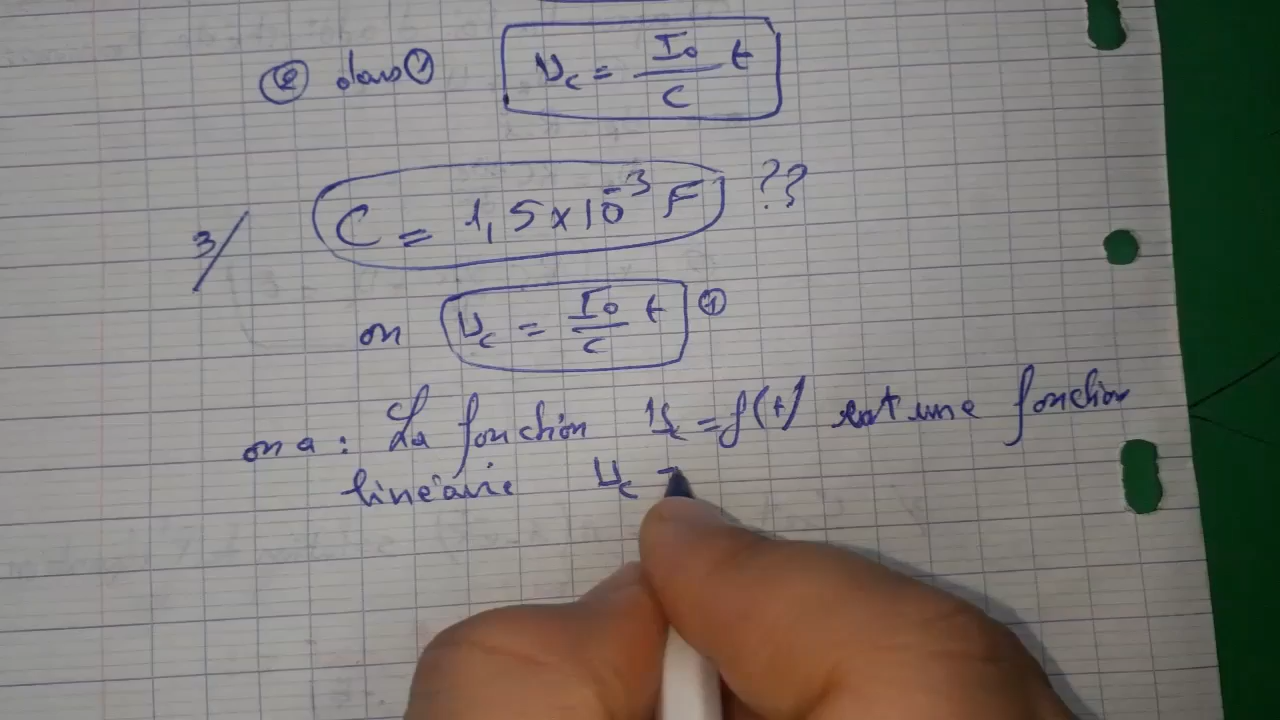 ② dans ① U_c = I₀/C t
3/ C = 1,5 × 10⁻³ F ??
on U_c = I₀/C t ①
on a : La fonction U_c = f(t) est une fonction
linéaire U_c =